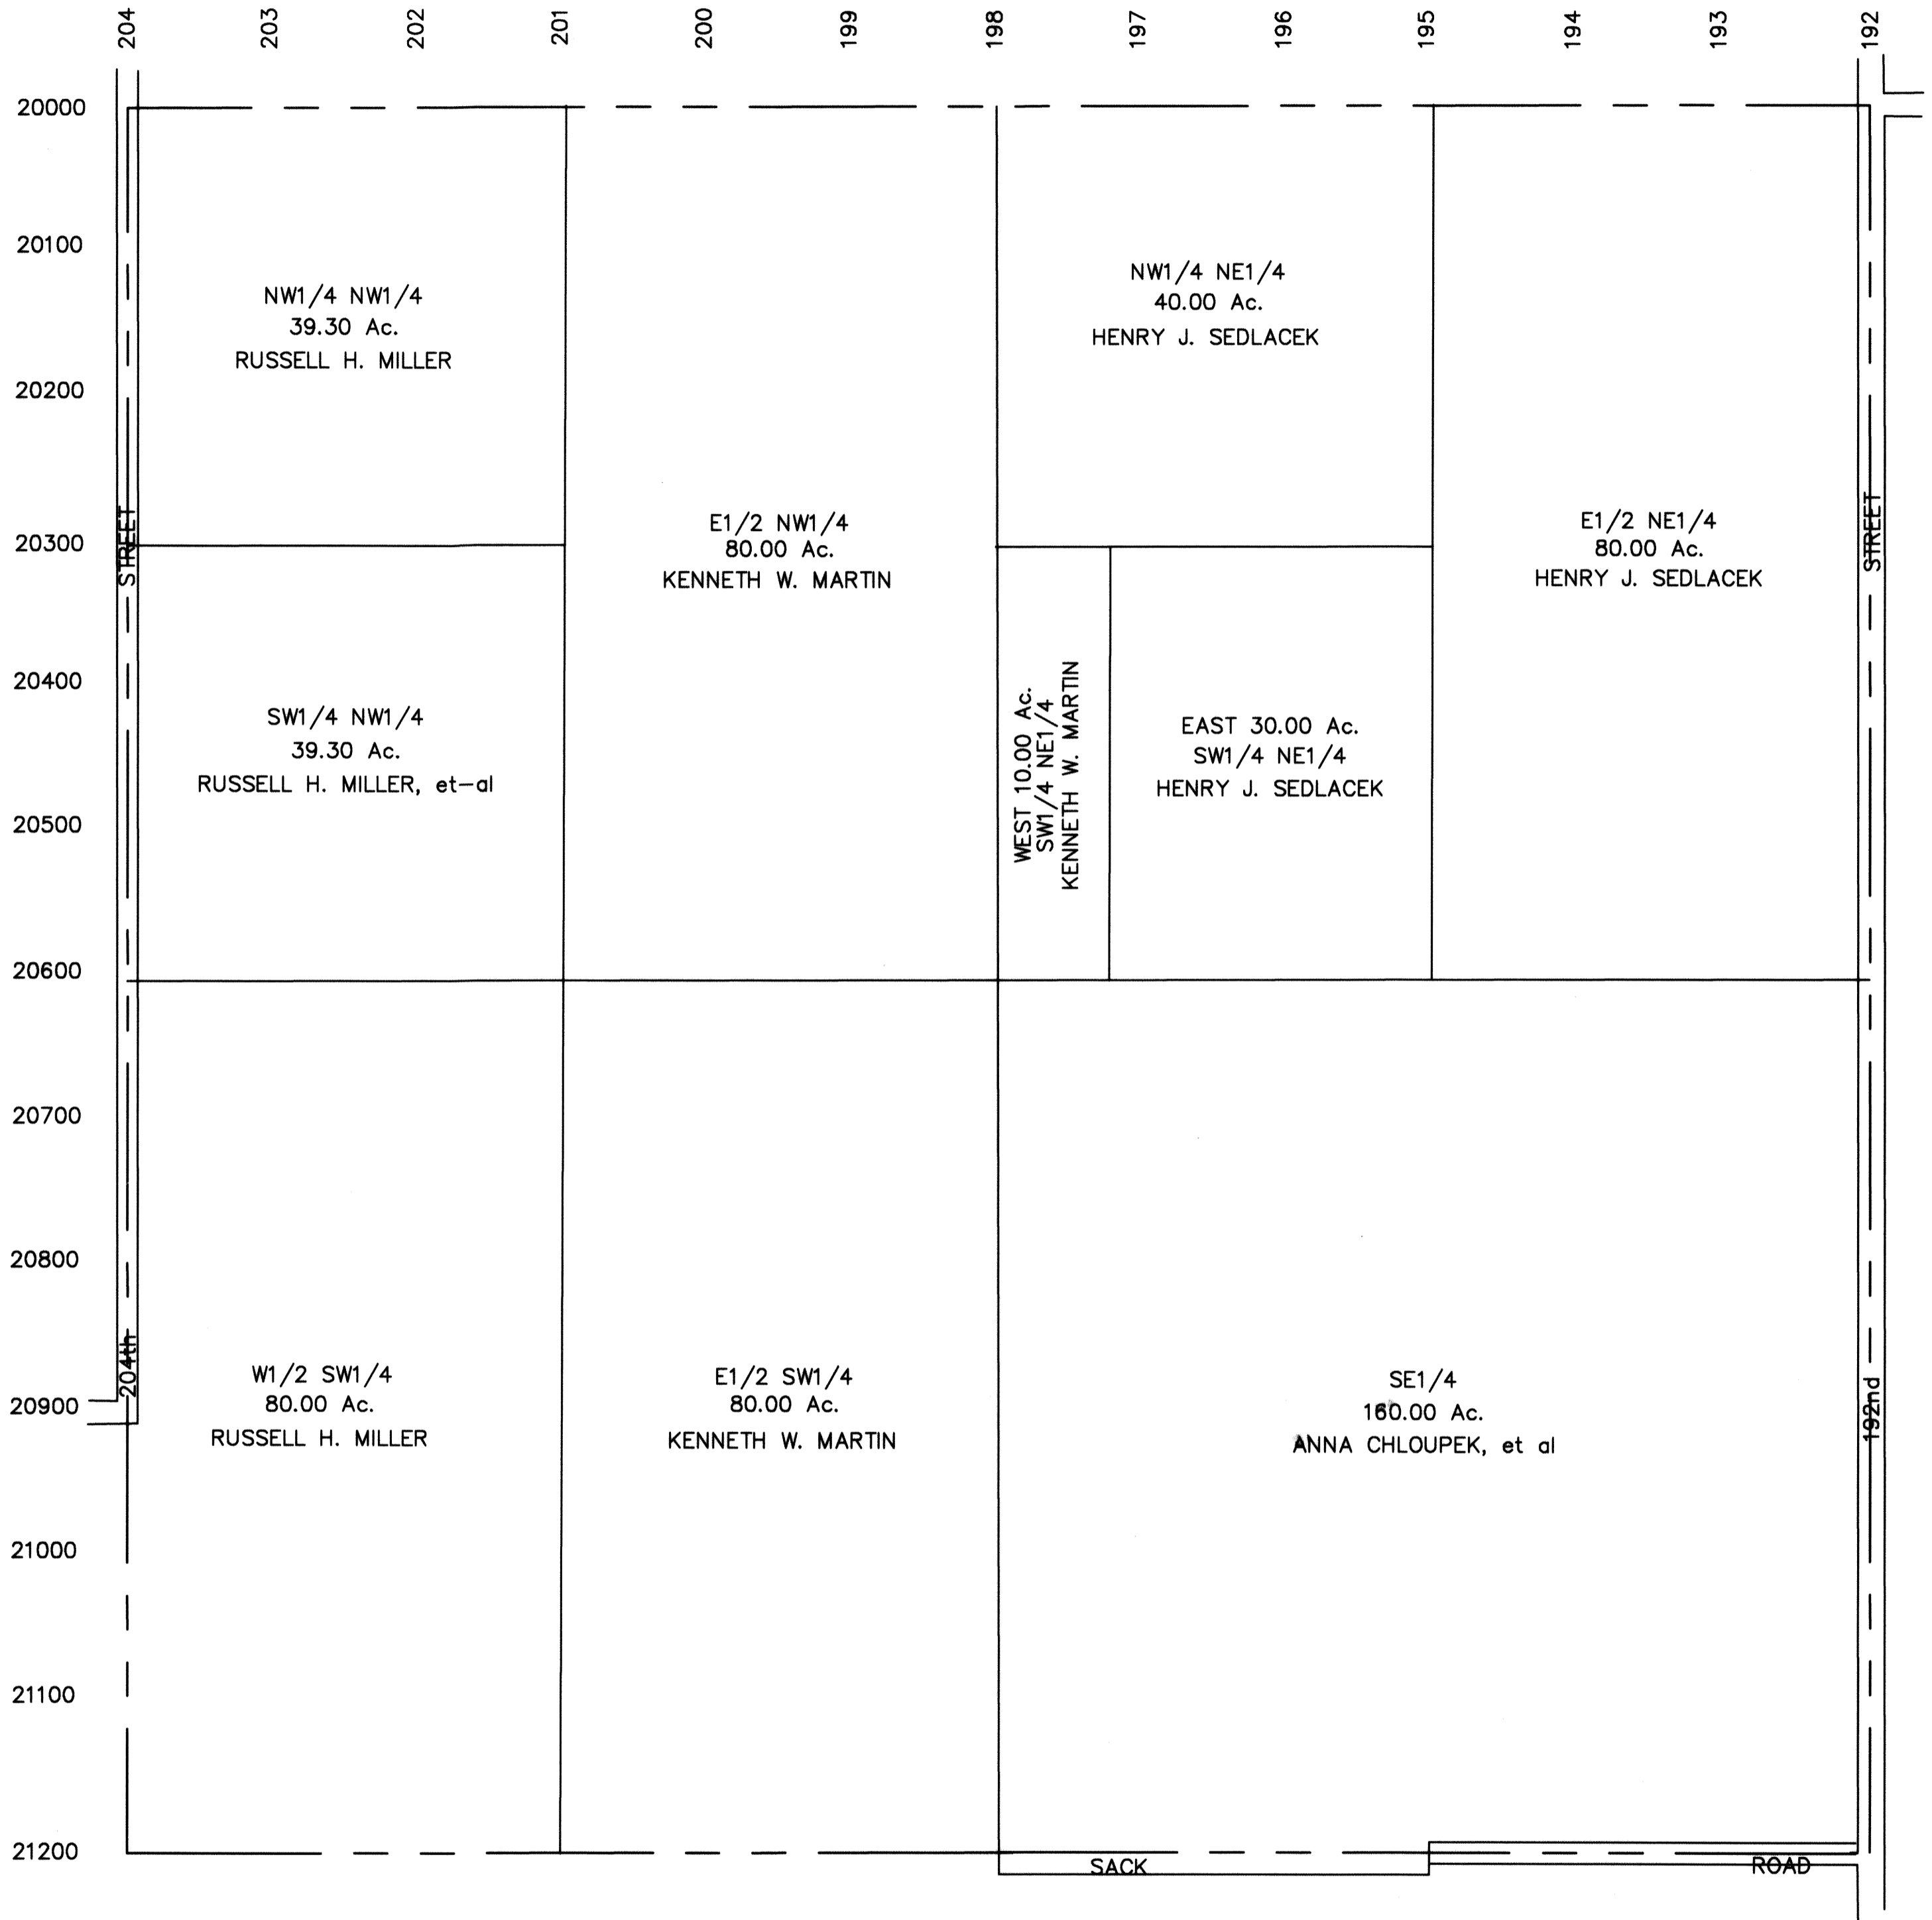 204 203 202 201 200 199 198 197 196 195 194 193 192
20000
20100
20200
20300
20400
20500
20600
20700
20800
20900
21000
21100
21200
STREET
204th
NW1/4 NW1/4
39.30 Ac.
RUSSELL H. MILLER
SW1/4 NW1/4
39.30 Ac.
RUSSELL H. MILLER, et-al
E1/2 NW1/4
80.00 Ac.
KENNETH W. MARTIN
NW1/4 NE1/4
40.00 Ac.
HENRY J. SEDLACEK
WEST 10.00 Ac.
SW1/4 NE1/4
KENNETH W. MARTIN
EAST 30.00 Ac.
SW1/4 NE1/4
HENRY J. SEDLACEK
E1/2 NE1/4
80.00 Ac.
HENRY J. SEDLACEK
STREET
192nd
W1/2 SW1/4
80.00 Ac.
RUSSELL H. MILLER
E1/2 SW1/4
80.00 Ac.
KENNETH W. MARTIN
SE1/4
160.00 Ac.
ANNA CHLOUPEK, et al
SACK ROAD